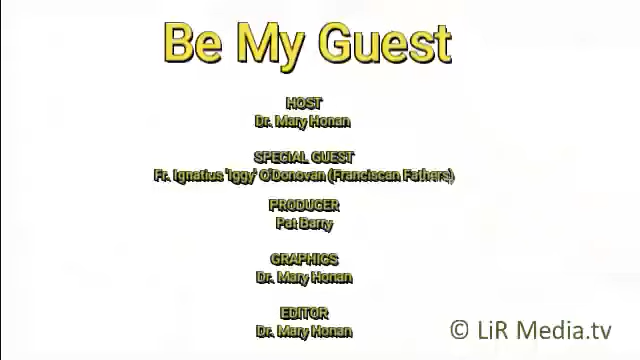 Be My Guest
HOST
Dr. Mary Honan
SPECIAL GUEST
Fr. Ignatius 'Iggy' O'Donovan (Franciscan Fathers)
PRODUCER
Pat Barry
GRAPHICS
Dr. Mary Honan
EDITOR
Dr. Mary Honan
© LiR Media.tv